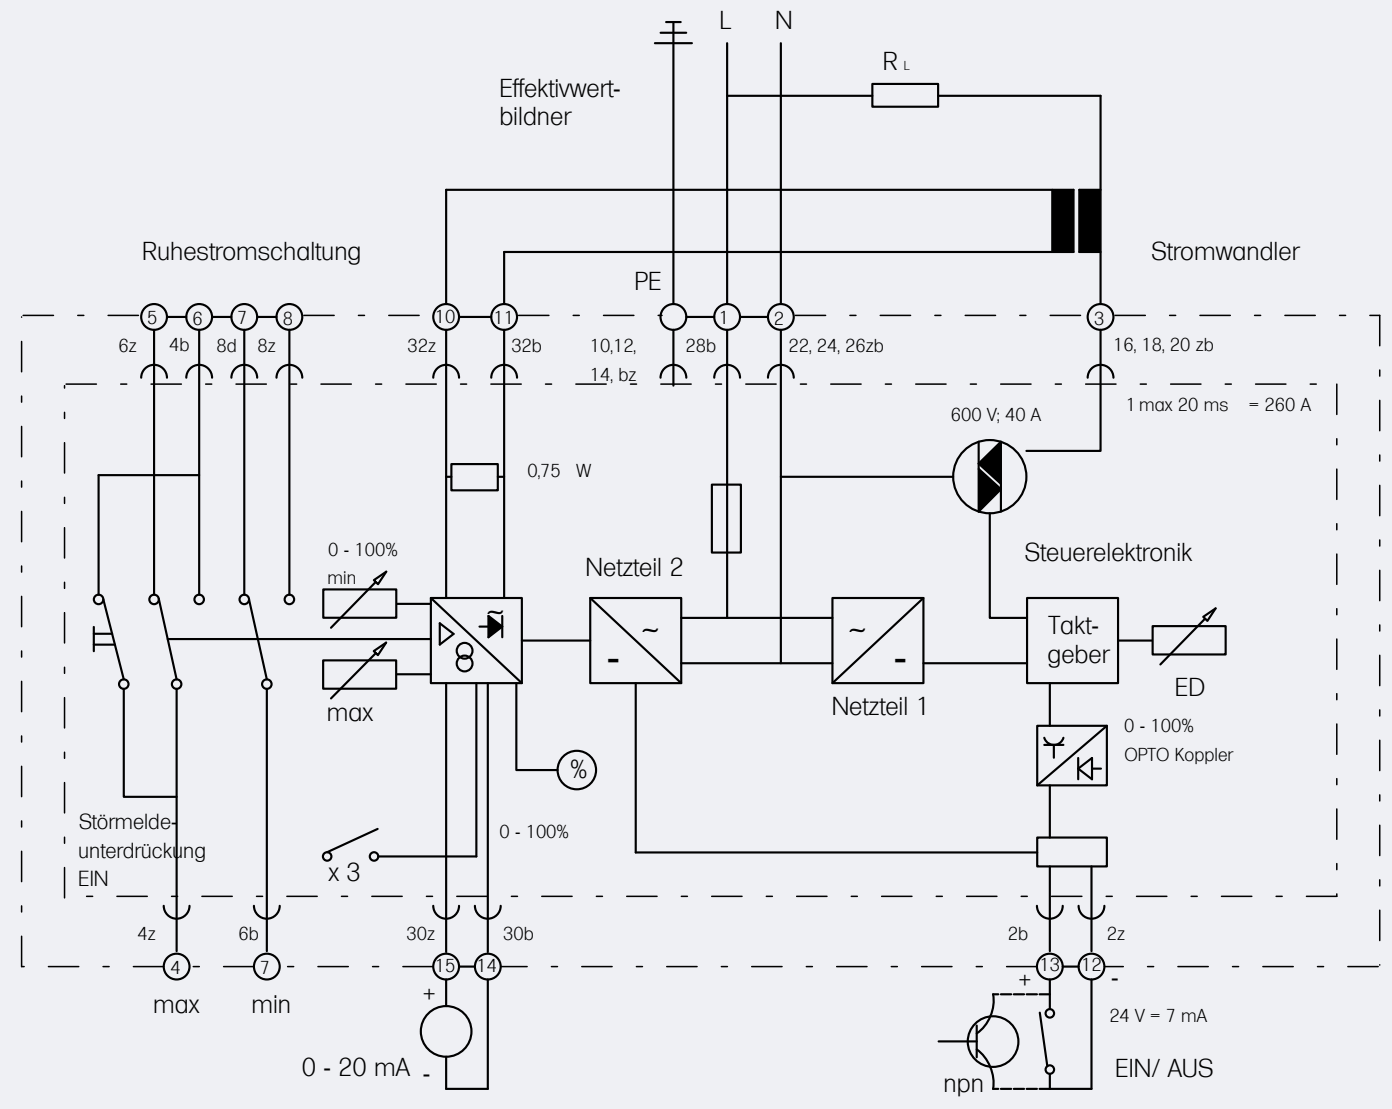 L
N
R L
Effektivwert-
bildner
Ruhestromschaltung
Stromwandler
PE
5
6
7
8
10
11
1
2
3
6z
4b
8d
8z
32z
32b
10,12,
14, bz
28b
22, 24, 26zb
16, 18, 20 zb
1 max 20 ms = 260 A
600 V; 40 A
0,75 W
0 - 100%
min
Netzteil 2
Steuerelektronik
~
-
~
-
Takt-
geber
max
Netzteil 1
ED
0 - 100%
OPTO Koppler
%
Störmelde-
unterdrückung
EIN
0 - 100%
x 3
4z
6b
30z
30b
2b
2z
4
7
15
14
13
12
max
min
+
-
0 - 20 mA
+
-
24 V = 7 mA
npn
EIN/ AUS